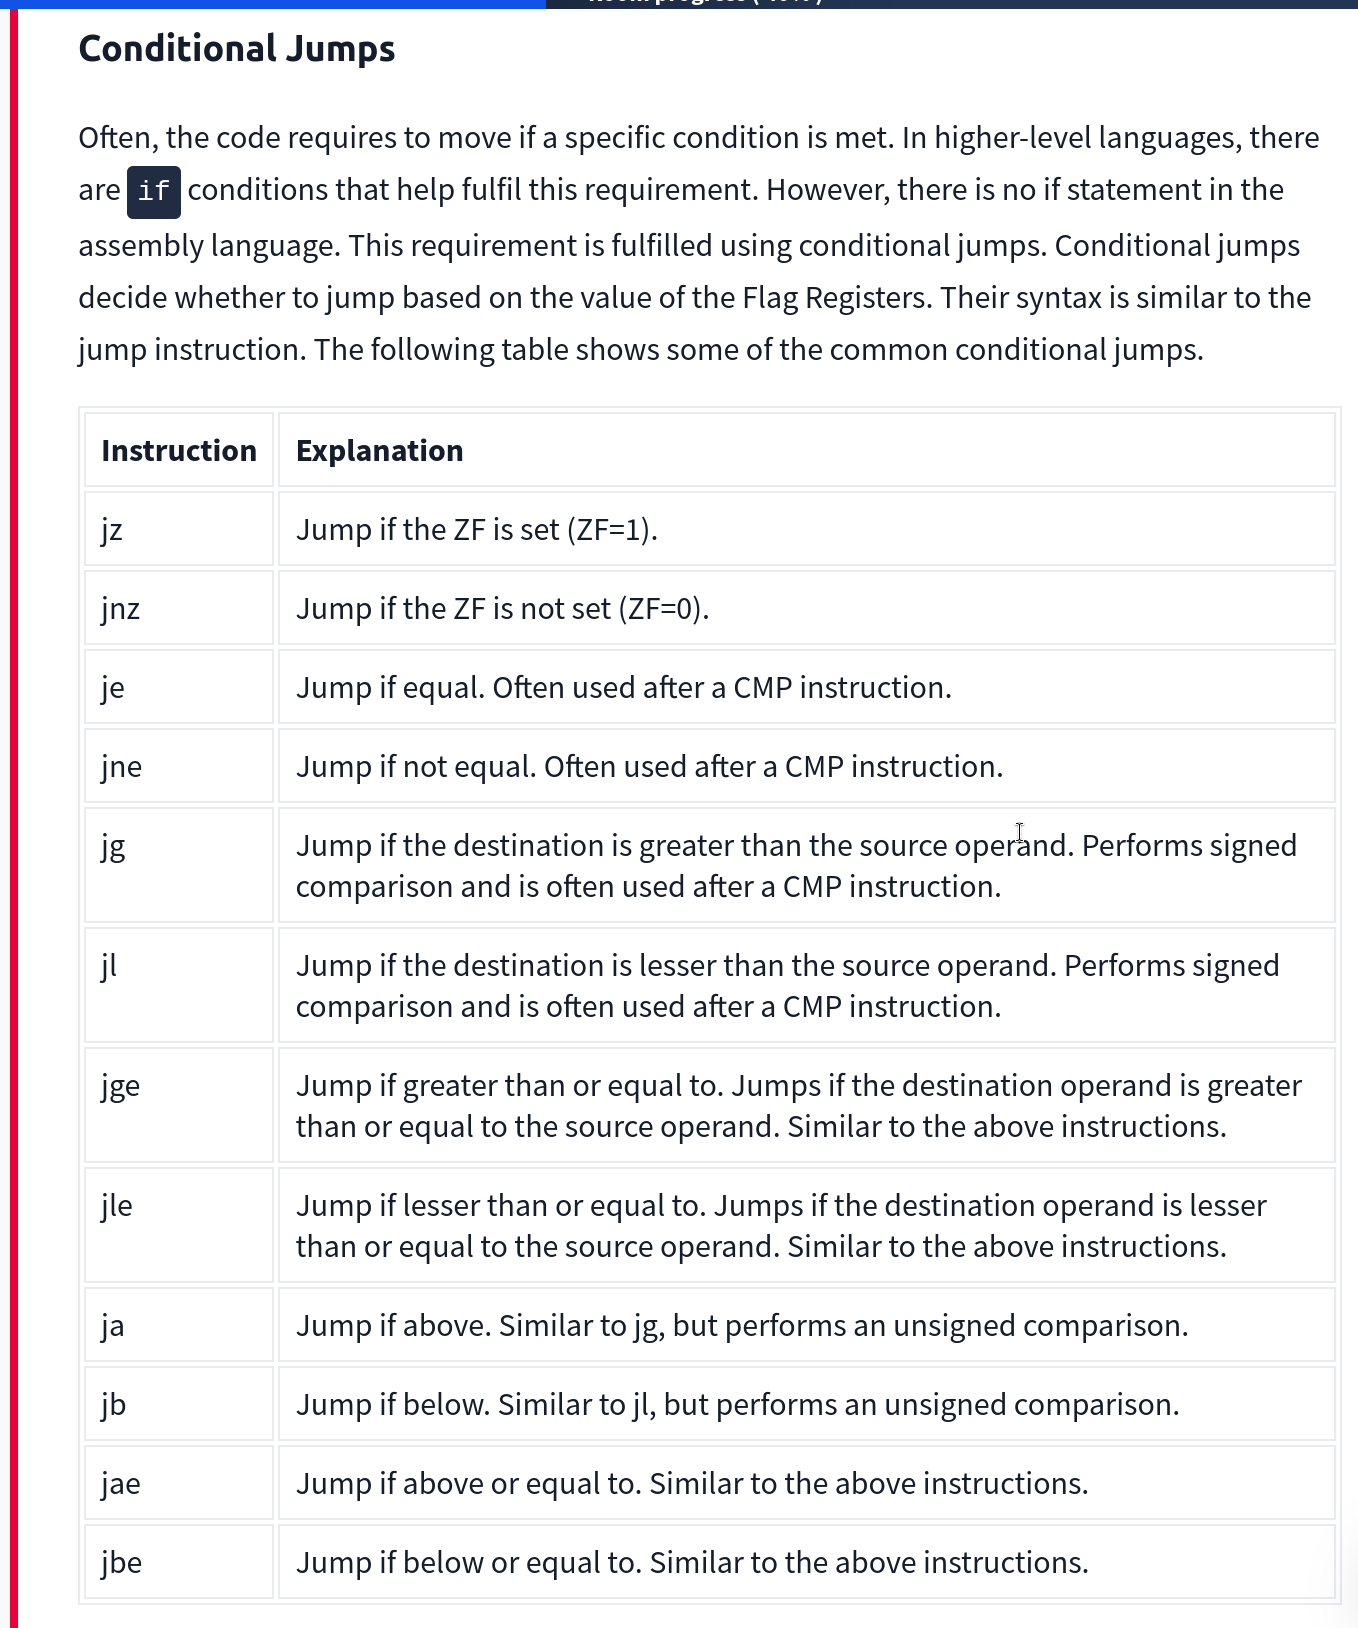 Conditional Jumps
Often, the code requires to move if a specific condition is met. In higher-level languages, there
are if conditions that help fulfil this requirement. However, there is no if statement in the
assembly language. This requirement is fulfilled using conditional jumps. Conditional jumps
decide whether to jump based on the value of the Flag Registers. Their syntax is similar to the
jump instruction. The following table shows some of the common conditional jumps.
Instruction Explanation
jz Jump if the ZF is set (ZF=1).
jnz Jump if the ZF is not set (ZF=0).
je Jump if equal. Often used after a CMP instruction.
jne Jump if not equal. Often used after a CMP instruction.
jg Jump if the destination is greater than the source operand. Performs signed
comparison and is often used after a CMP instruction.
jl Jump if the destination is lesser than the source operand. Performs signed
comparison and is often used after a CMP instruction.
jge Jump if greater than or equal to. Jumps if the destination operand is greater
than or equal to the source operand. Similar to the above instructions.
jle Jump if lesser than or equal to. Jumps if the destination operand is lesser
than or equal to the source operand. Similar to the above instructions.
ja Jump if above. Similar to jg, but performs an unsigned comparison.
jb Jump if below. Similar to jl, but performs an unsigned comparison.
jae Jump if above or equal to. Similar to the above instructions.
jbe Jump if below or equal to. Similar to the above instructions.